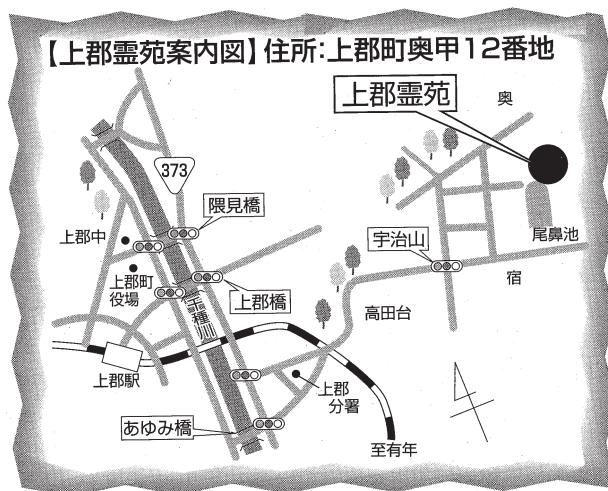 【上郡霊苑案内図】住所：上郡町奥甲12番地
上郡霊苑
奥
373
隈見橋
上郡中
宇治山
尾鼻池
上郡町
役場
宿
上郡橋
千種川
高田台
上郡駅
上郡
分署
あゆみ橋
至有年